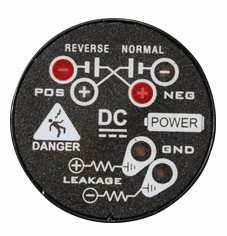 REVERSE NORMAL
POS NEG
DC
POWER
DANGER
GND
LEAKAGE